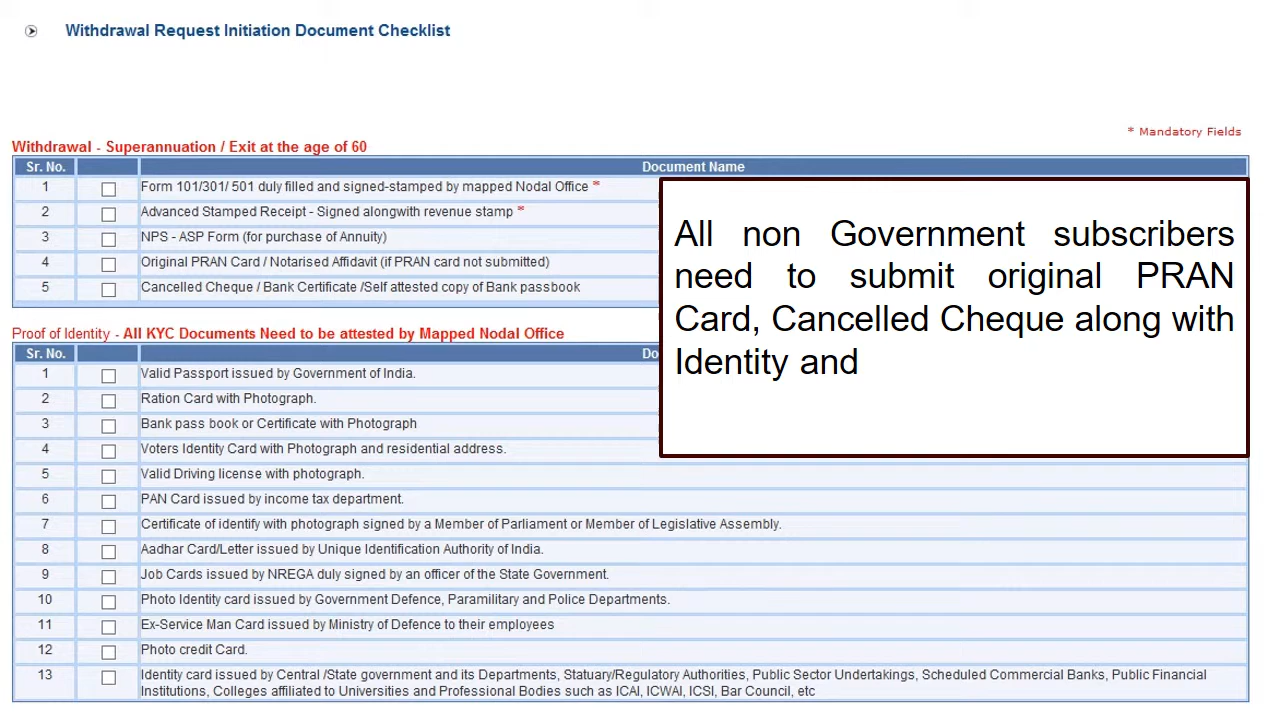 Withdrawal Request Initiation Document Checklist
* Mandatory Fields
Withdrawal - Superannuation / Exit at the age of 60
Sr. No. Document Name
1 Form 101/301/ 501 duly filled and signed-stamped by mapped Nodal Office *
2 Advanced Stamped Receipt - Signed alongwith revenue stamp *
3 NPS - ASP Form (for purchase of Annuity)
4 Original PRAN Card / Notarised Affidavit (if PRAN card not submitted)
5 Cancelled Cheque / Bank Certificate /Self attested copy of Bank passbook
All non Government subscribers
need to submit original PRAN
Card, Cancelled Cheque along with
Identity and
Proof of Identity - All KYC Documents Need to be attested by Mapped Nodal Office
Sr. No.
1 Valid Passport issued by Government of India.
2 Ration Card with Photograph.
3 Bank pass book or Certificate with Photograph
4 Voters Identity Card with Photograph and residential address.
5 Valid Driving license with photograph.
6 PAN Card issued by income tax department.
7 Certificate of identify with photograph signed by a Member of Parliament or Member of Legislative Assembly.
8 Aadhar Card/Letter issued by Unique Identification Authority of India.
9 Job Cards issued by NREGA duly signed by an officer of the State Government.
10 Photo Identity card issued by Government Defence, Paramilitary and Police Departments.
11 Ex-Service Man Card issued by Ministry of Defence to their employees
12 Photo credit Card.
13 Identity card issued by Central /State government and its Departments, Statuary/Regulatory Authorities, Public Sector Undertakings, Scheduled Commercial Banks, Public Financial
Institutions, Colleges affiliated to Universities and Professional Bodies such as ICAI, ICWAI, ICSI, Bar Council, etc